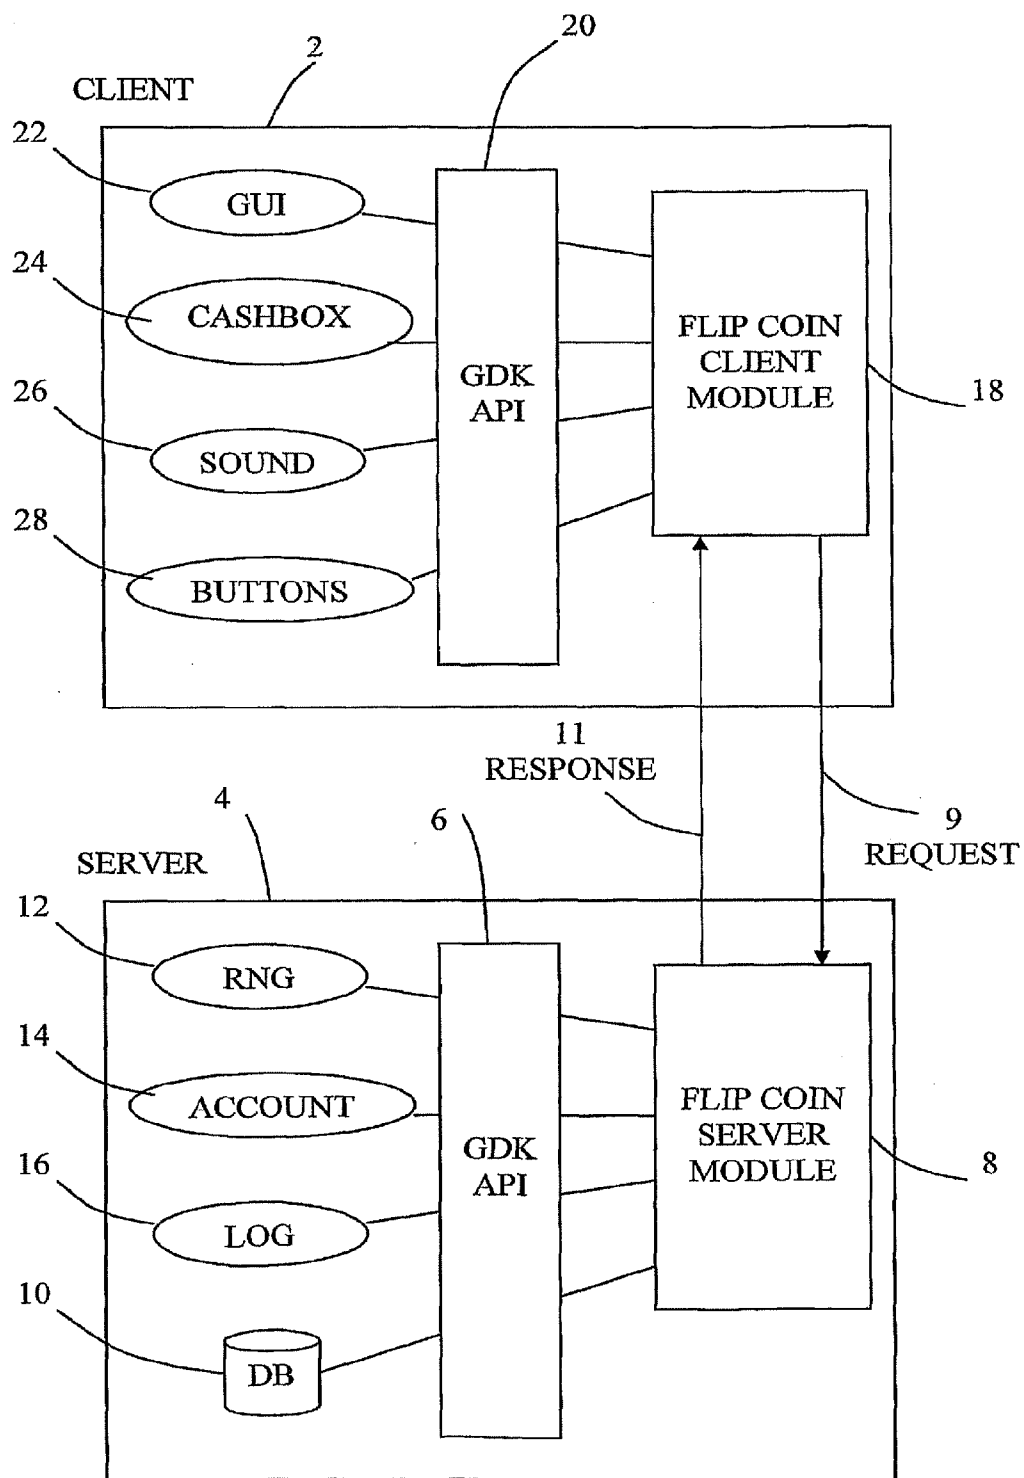 20
2
CLIENT
22
GUI
24
CASHBOX
FLIP COIN
CLIENT
MODULE
GDK
API
18
26
SOUND
28
BUTTONS
11
RESPONSE
9
REQUEST
4
6
SERVER
12
RNG
14
ACCOUNT
FLIP COIN
SERVER
MODULE
GDK
API
8
16
LOG
10
DB